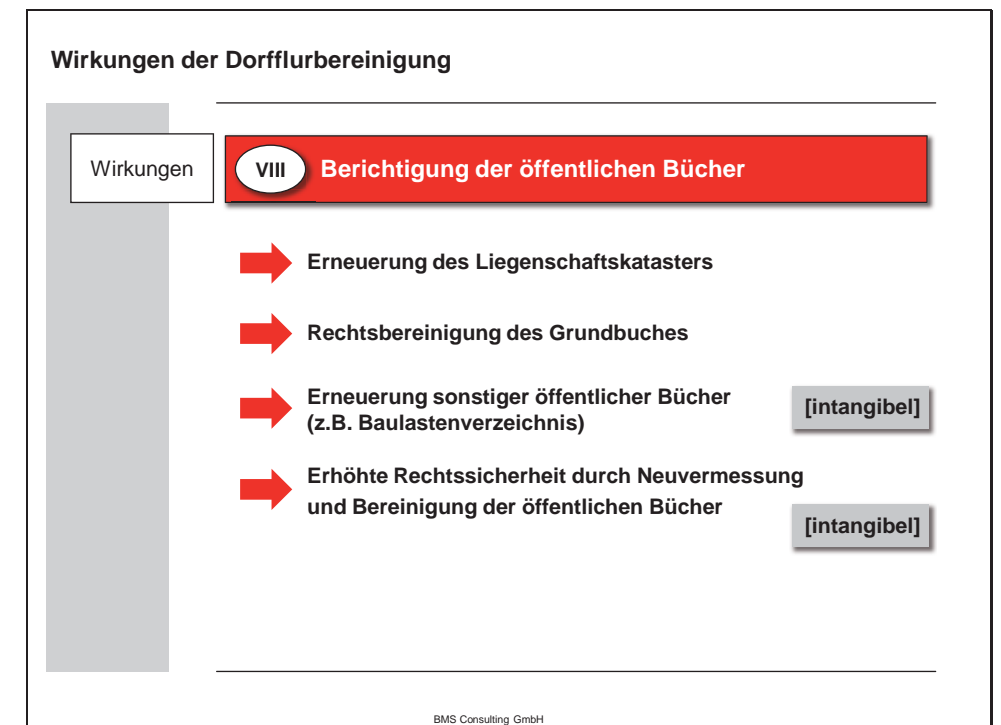 Wirkungen der Dorfflurbereinigung
Wirkungen
VIII
Berichtigung der öffentlichen Bücher
Erneuerung des Liegenschaftskatasters
Rechtsbereinigung des Grundbuches
Erneuerung sonstiger öffentlicher Bücher
(z.B. Baulastenverzeichnis)
[intangibel]
Erhöhte Rechtssicherheit durch Neuvermessung
und Bereinigung der öffentlichen Bücher
[intangibel]
BMS Consulting GmbH